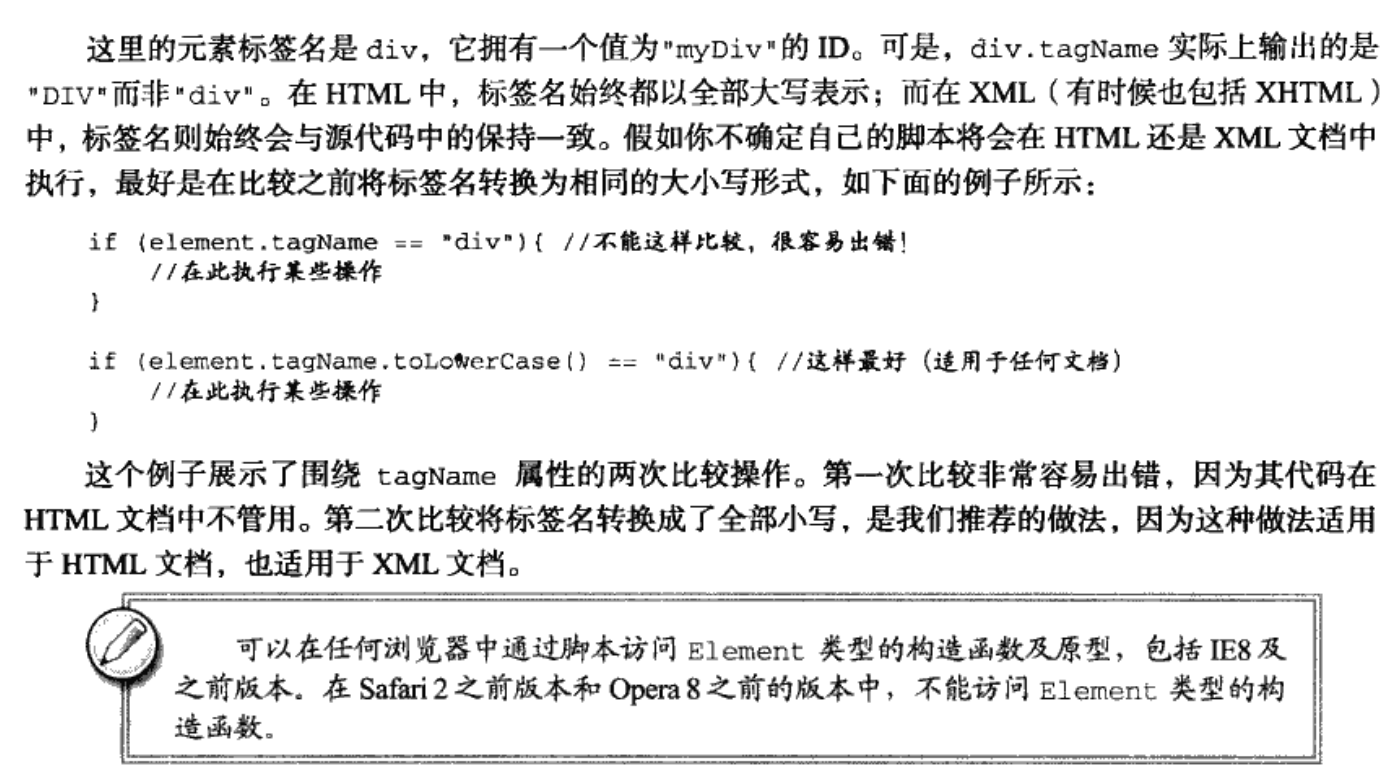 这里的元素标签名是 div，它拥有一个值为"myDiv"的 ID。可是，div.tagName 实际上输出的是
"DIV"而非"div"。在 HTML 中，标签名始终都以全部大写表示；而在 XML（有时候也包括 XHTML）
中，标签名则始终会与源代码中的保持一致。假如你不确定自己的脚本将会在 HTML 还是 XML 文档中
执行，最好是在比较之前将标签名转换为相同的大小写形式，如下面的例子所示：
if (element.tagName == "div"){ //不能这样比较，很容易出错！
//在此执行某些操作
}
if (element.tagName.toLowerCase() == "div"){ //这样最好（适用于任何文档）
//在此执行某些操作
}
这个例子展示了围绕 tagName 属性的两次比较操作。第一次比较非常容易出错，因为其代码在
HTML 文档中不管用。第二次比较将标签名转换成了全部小写，是我们推荐的做法，因为这种做法适用
于 HTML 文档，也适用于 XML 文档。
可以在任何浏览器中通过脚本访问 Element 类型的构造函数及原型，包括 IE8 及
之前版本。在 Safari 2 之前版本和 Opera 8 之前的版本中，不能访问 Element 类型的构
造函数。